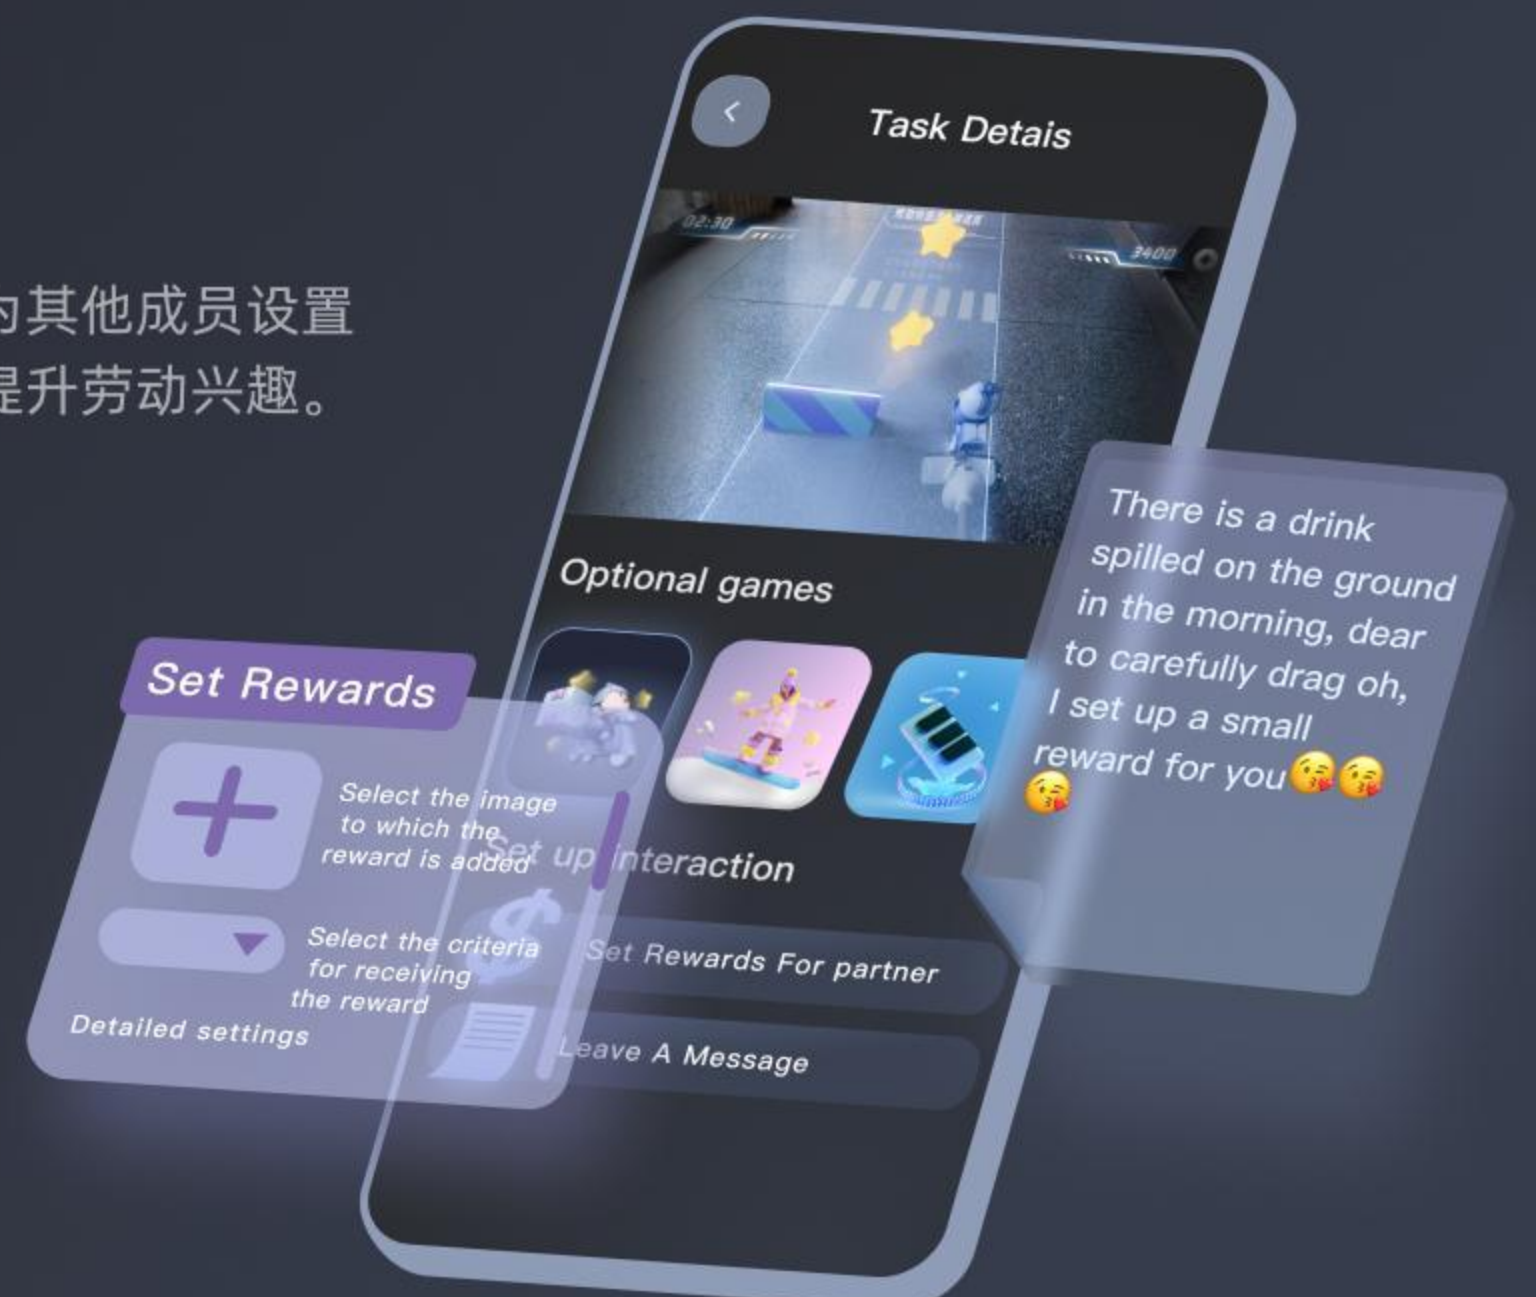 Task Detais
02:30
3400
为其他成员设置
提升劳动兴趣。
Optional games
There is a drink
spilled on the ground
in the morning, dear
to carefully drag oh,
I set up a small
reward for you😘😘
😘
Set Rewards
Select the image
to which the
reward is added
Select the criteria
for receiving
the reward
Detailed settings
Set up interaction
Set Rewards For partner
Leave A Message